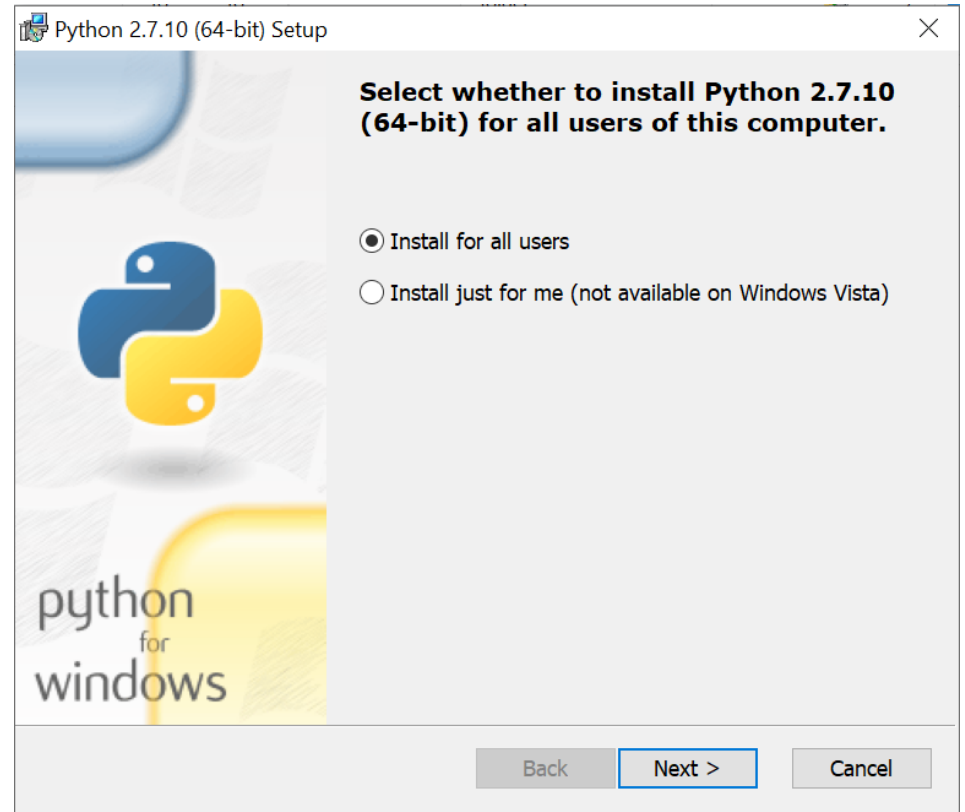 Python 2.7.10 (64-bit) Setup
Select whether to install Python 2.7.10
(64-bit) for all users of this computer.
Install for all users
Install just for me (not available on Windows Vista)
python
for
windows
Back
Next >
Cancel